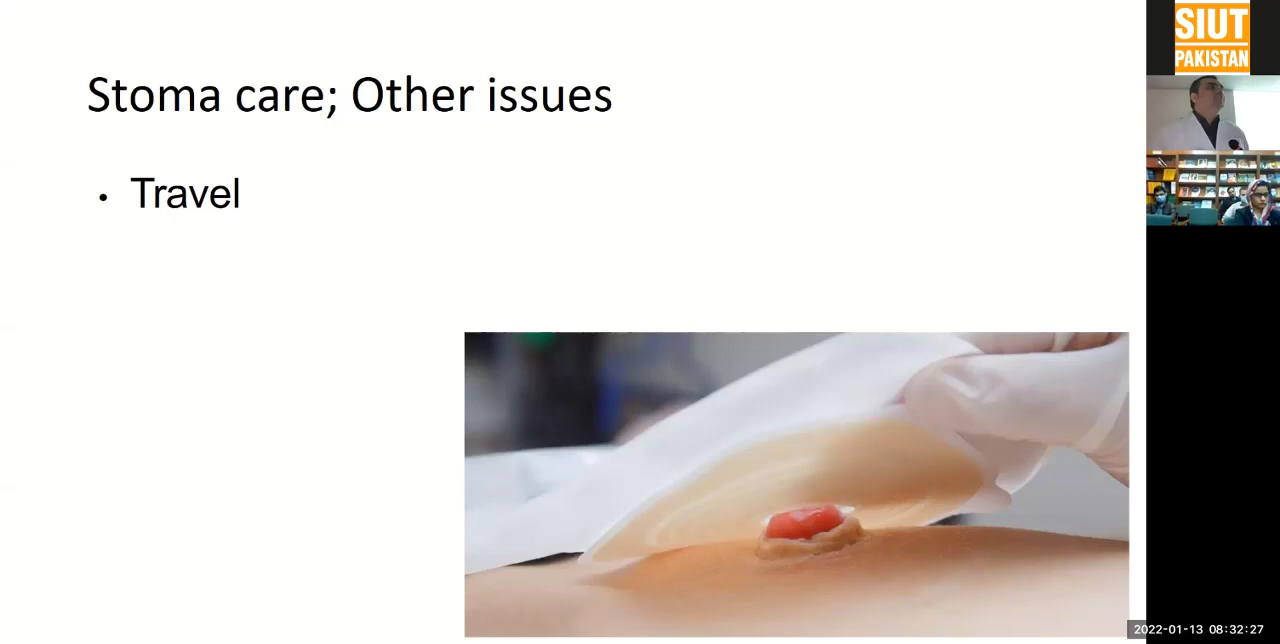 Stoma care; Other issues
• Travel
SIUT
PAKISTAN
2022-01-13 08:32:27